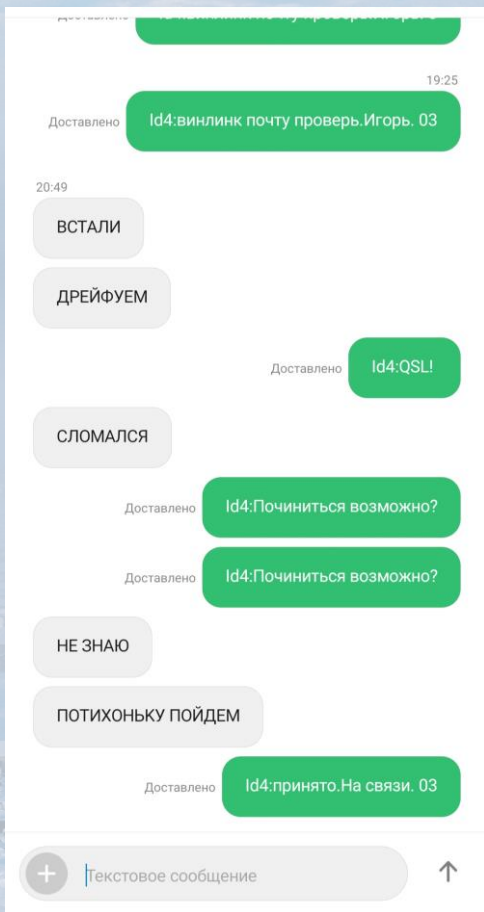 Доставлено
19:25
Доставлено Id4:винлинк почту проверь.Игорь. 03
20:49
ВСТАЛИ
ДРЕЙФУЕМ
Доставлено Id4:QSL!
СЛОМАЛСЯ
Доставлено Id4:Починиться возможно?
Доставлено Id4:Починиться возможно?
НЕ ЗНАЮ
ПОТИХОНЬКУ ПОЙДЕМ
Доставлено Id4:принято.На связи. 03
Текстовое сообщение